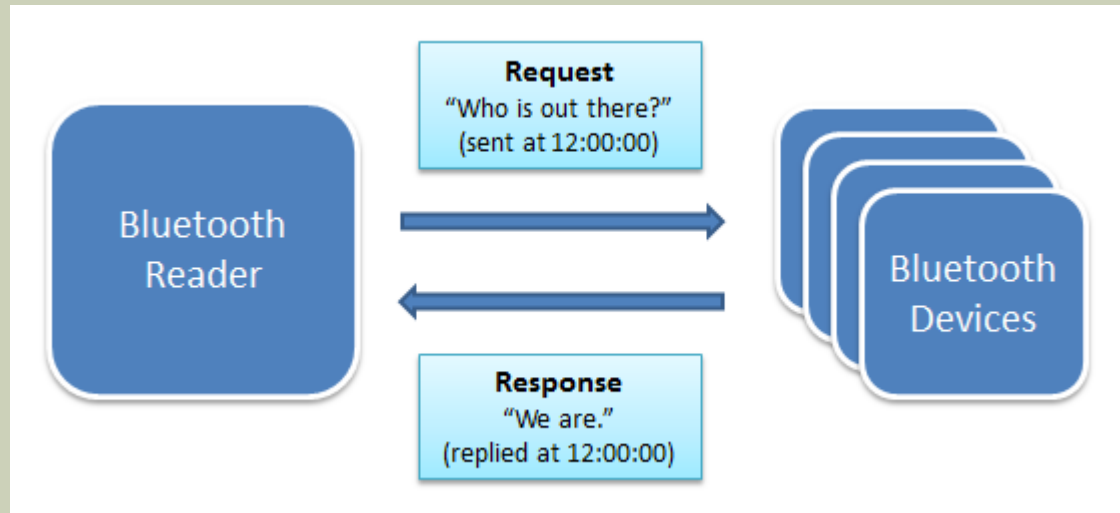 Request
“Who is out there?”
(sent at 12:00:00)
Bluetooth
Reader
Bluetooth
Devices
Response
“We are.”
(replied at 12:00:00)